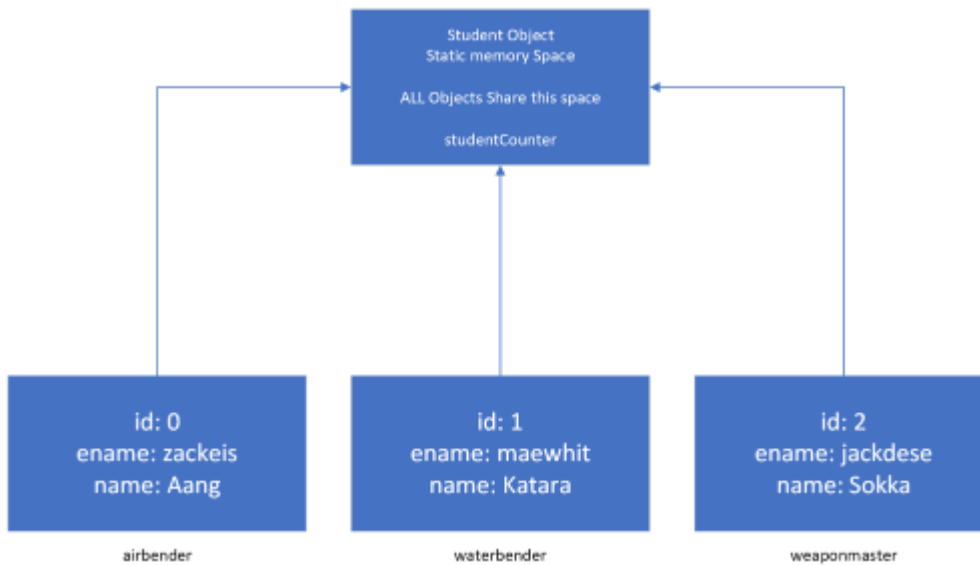 Student Object
Static memory Space
ALL Objects Share this space
studentCounter
id: 0
ename: zackeis
name: Aang
id: 1
ename: maewhit
name: Katara
id: 2
ename: jackdese
name: Sokka
airbender
waterbender
weaponmaster